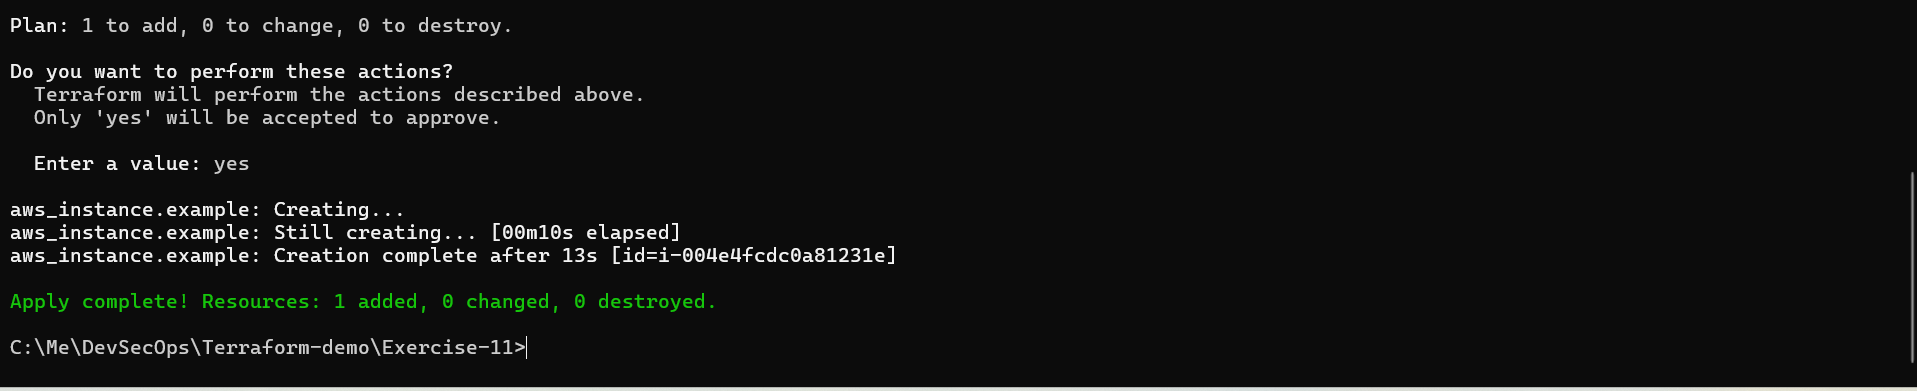 Plan: 1 to add, 0 to change, 0 to destroy.
Do you want to perform these actions?
Terraform will perform the actions described above.
Only 'yes' will be accepted to approve.
Enter a value: yes
aws_instance.example: Creating...
aws_instance.example: Still creating... [00m10s elapsed]
aws_instance.example: Creation complete after 13s [id=i-004e4fcdc0a81231e]
Apply complete! Resources: 1 added, 0 changed, 0 destroyed.
C:\Me\DevSecOps\Terraform-demo\Exercise-11>